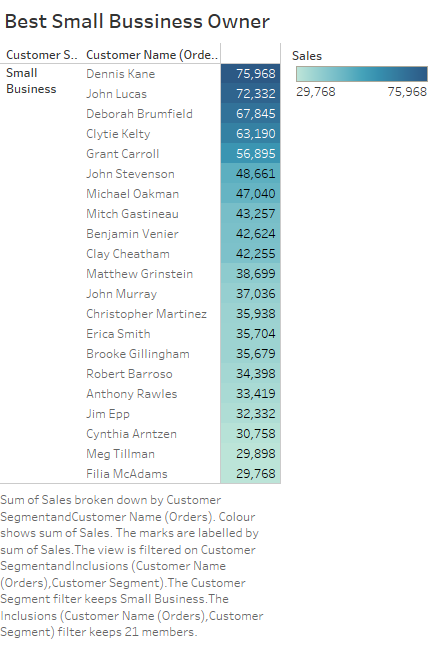 Best Small Bussiness Owner
Customer S.. Customer Name (Orde..
Sales
29,768 75,968
Small Business
Dennis Kane 75,968
John Lucas 72,332
Deborah Brumfield 67,845
Clytie Kelty 63,190
Grant Carroll 56,895
John Stevenson 48,661
Michael Oakman 47,040
Mitch Gastineau 43,257
Benjamin Venier 42,624
Clay Cheatham 42,255
Matthew Grinstein 38,699
John Murray 37,036
Christopher Martinez 35,938
Erica Smith 35,704
Brooke Gillingham 35,679
Robert Barroso 34,398
Anthony Rawles 33,419
Jim Epp 32,332
Cynthia Arntzen 30,758
Meg Tillman 29,898
Filia McAdams 29,768
Sum of Sales broken down by Customer
SegmentandCustomer Name (Orders). Colour
shows sum of Sales. The marks are labelled by
sum of Sales.The view is filtered on Customer
SegmentandInclusions (Customer Name
(Orders),Customer Segment).The Customer
Segment filter keeps Small Business.The
Inclusions (Customer Name (Orders),Customer
Segment) filter keeps 21 members.